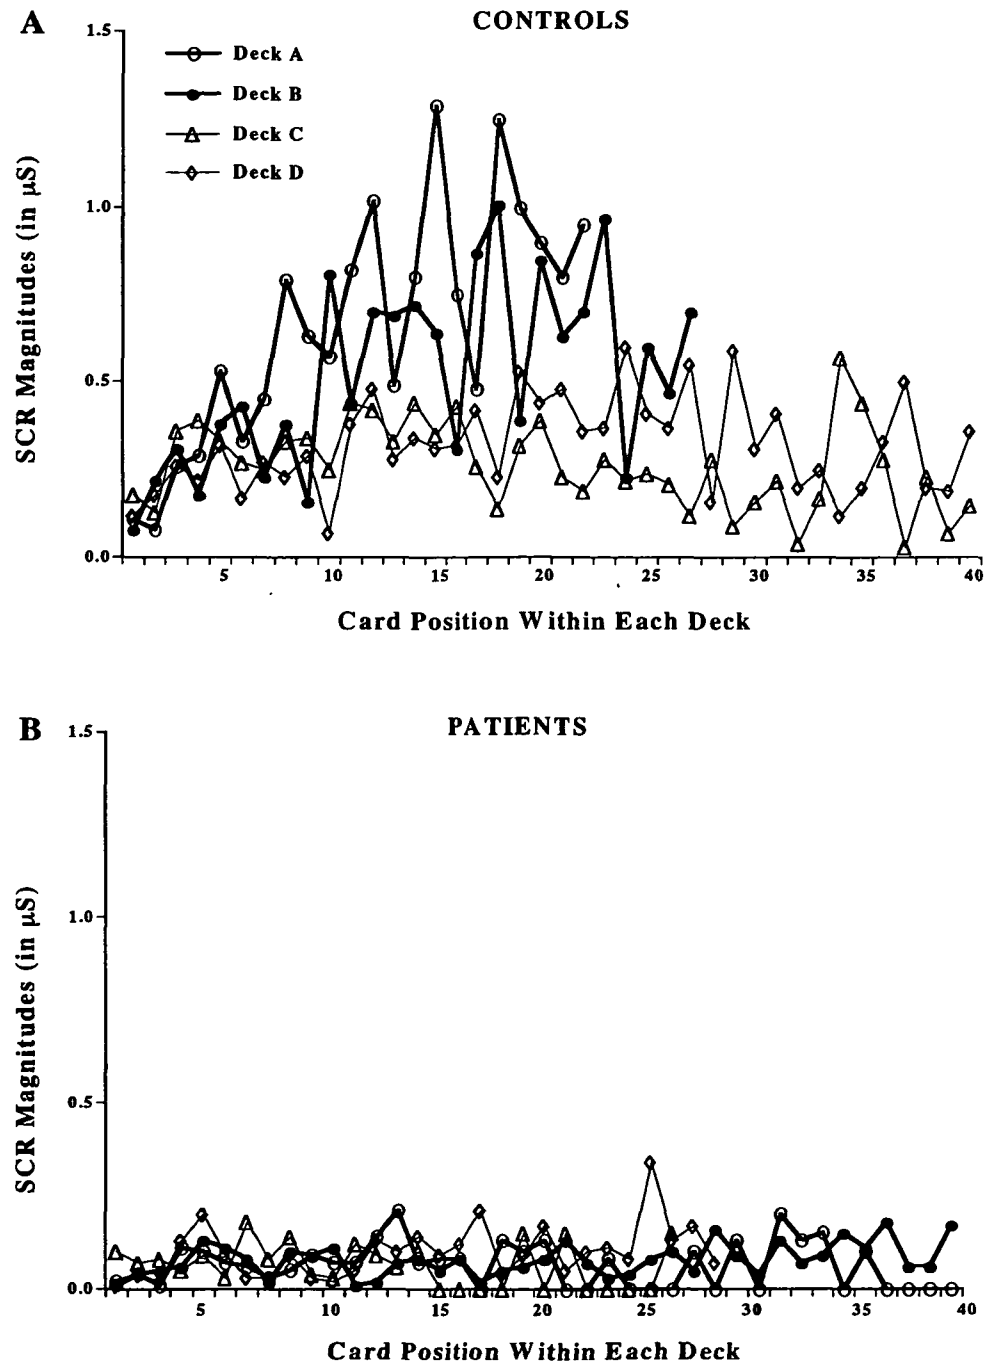 A
CONTROLS
1.5
1.0
0.5
0.0
SCR Magnitudes (in µS)
Deck A
Deck B
Deck C
Deck D
5 10 15 20 25 30 35 40
Card Position Within Each Deck
B
PATIENTS
1.5
1.0
0.5
0.0
SCR Magnitudes (in µS)
5 10 15 20 25 30 35 40
Card Position Within Each Deck